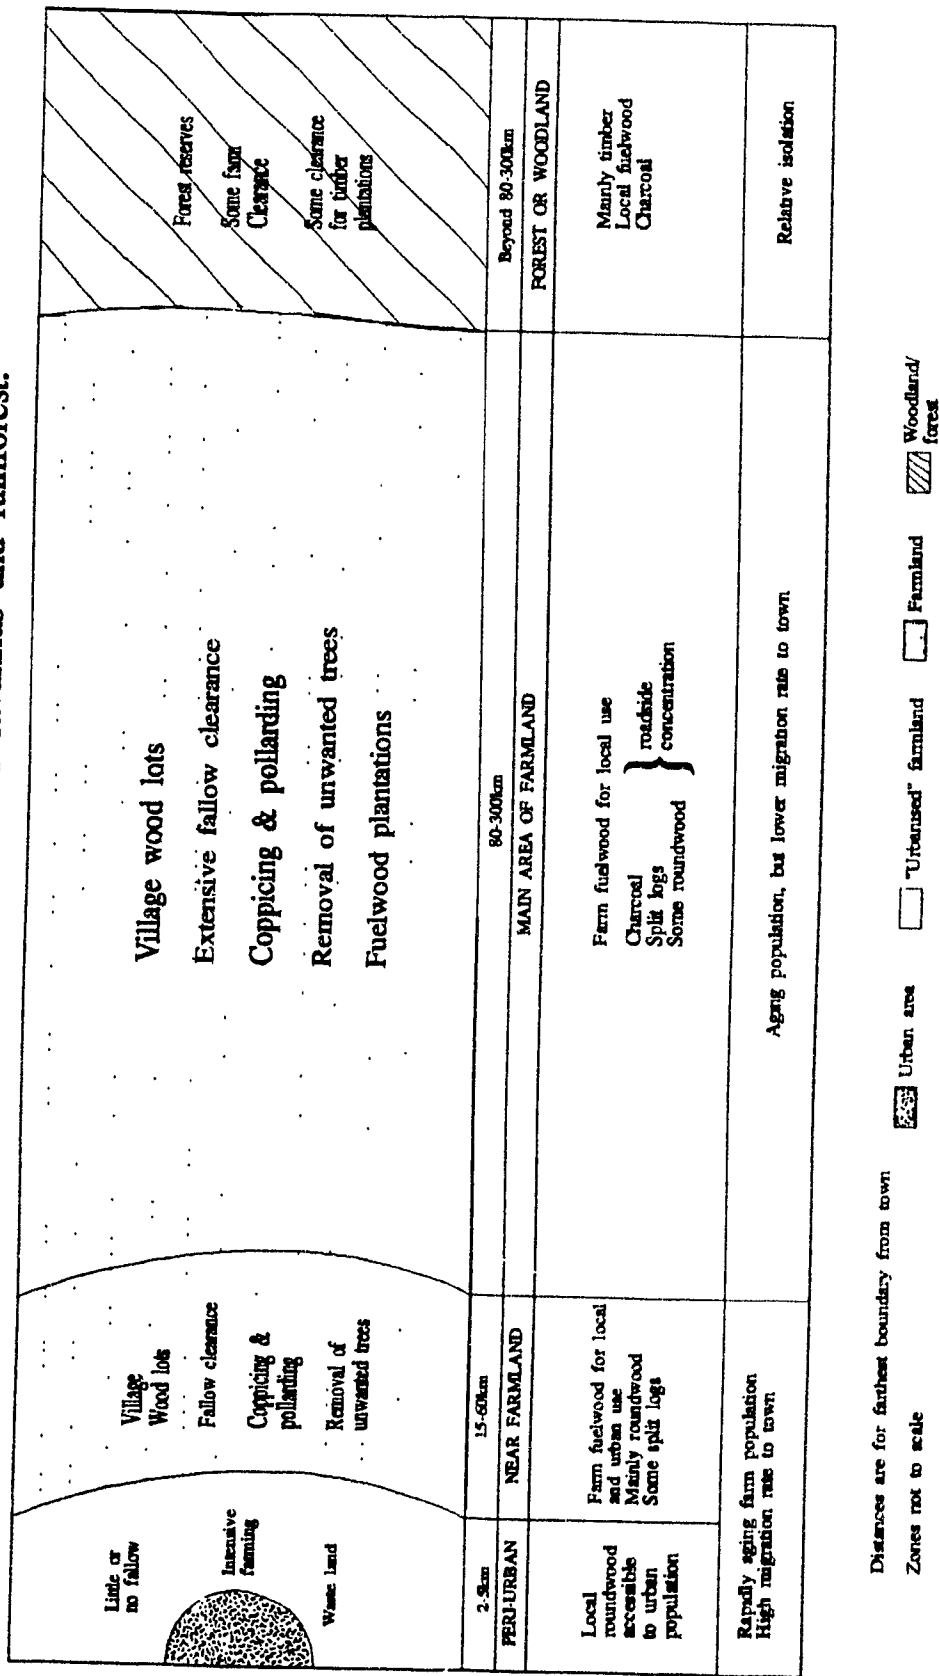 and rainforest.
Little or
no fallow
Intensive
farming
Waste land
Village
Wood lots
Fallow clearance
Coppicing &
pollarding
Removal of
unwanted trees
Village wood lots
Extensive fallow clearance
Coppicing & pollarding
Removal of unwanted trees
Fuelwood plantations
Forest reserves
Some farm
Clearance
Some clearance
for timber
plantations
15-60km
80-300km
Beyond 80-300km
PERI-URBAN
NEAR FARMLAND
MAIN AREA OF FARMLAND
FOREST OR WOODLAND
Local
roundwood
accessible
to urban
population
Farm fuelwood for local
and urban use
Mainly roundwood
Some split logs
Farm fuelwood for local use
Charcoal
Split logs
Some roundwood
roadside
concentration
Mainly timber
Local fuelwood
Charcoal
Rapidly aging farm population
High migration rate to town
Aging population, but lower migration rate to town
Relative isolation
Distances are for farthest boundary from town
Zones not to scale
Urban area
"Urbanised" farmland
Farmland
Woodland/
forest